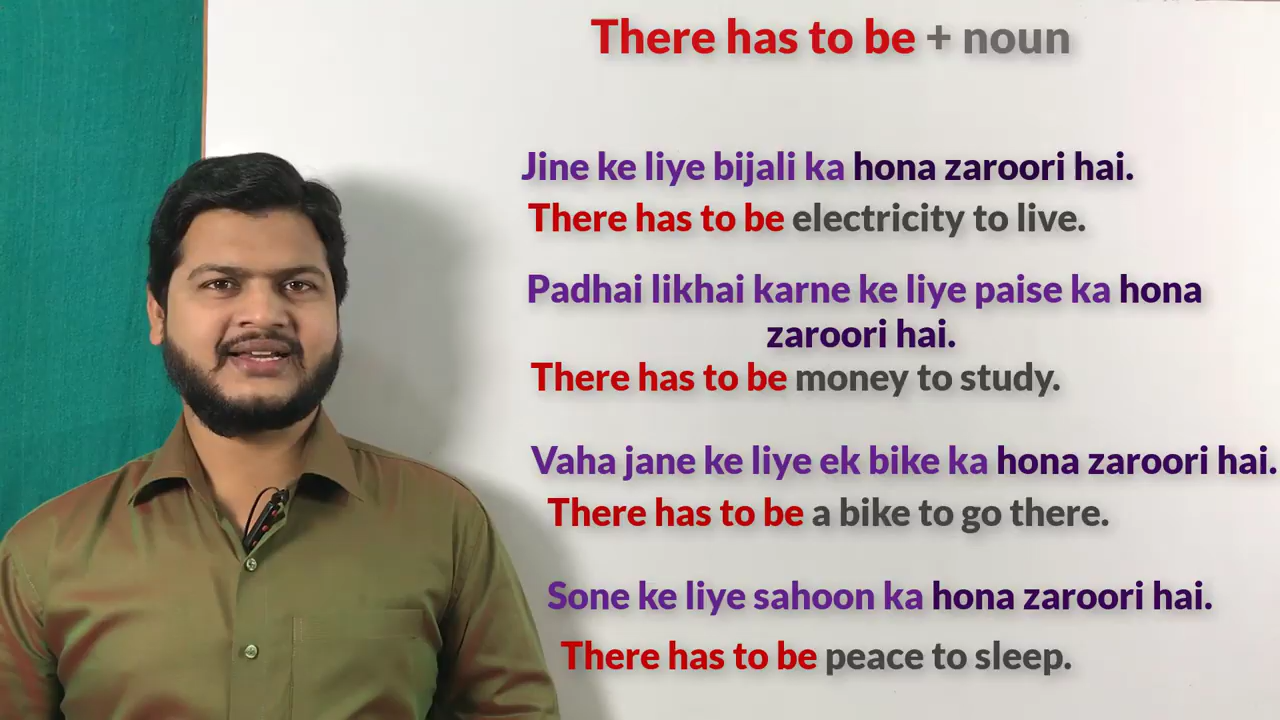 There has to be + noun
Jine ke liye bijali ka hona zaroori hai.
There has to be electricity to live.
Padhai likhai karne ke liye paise ka hona
zaroori hai.
There has to be money to study.
Vaha jane ke liye ek bike ka hona zaroori hai.
There has to be a bike to go there.
Sone ke liye sahoon ka hona zaroori hai.
There has to be peace to sleep.